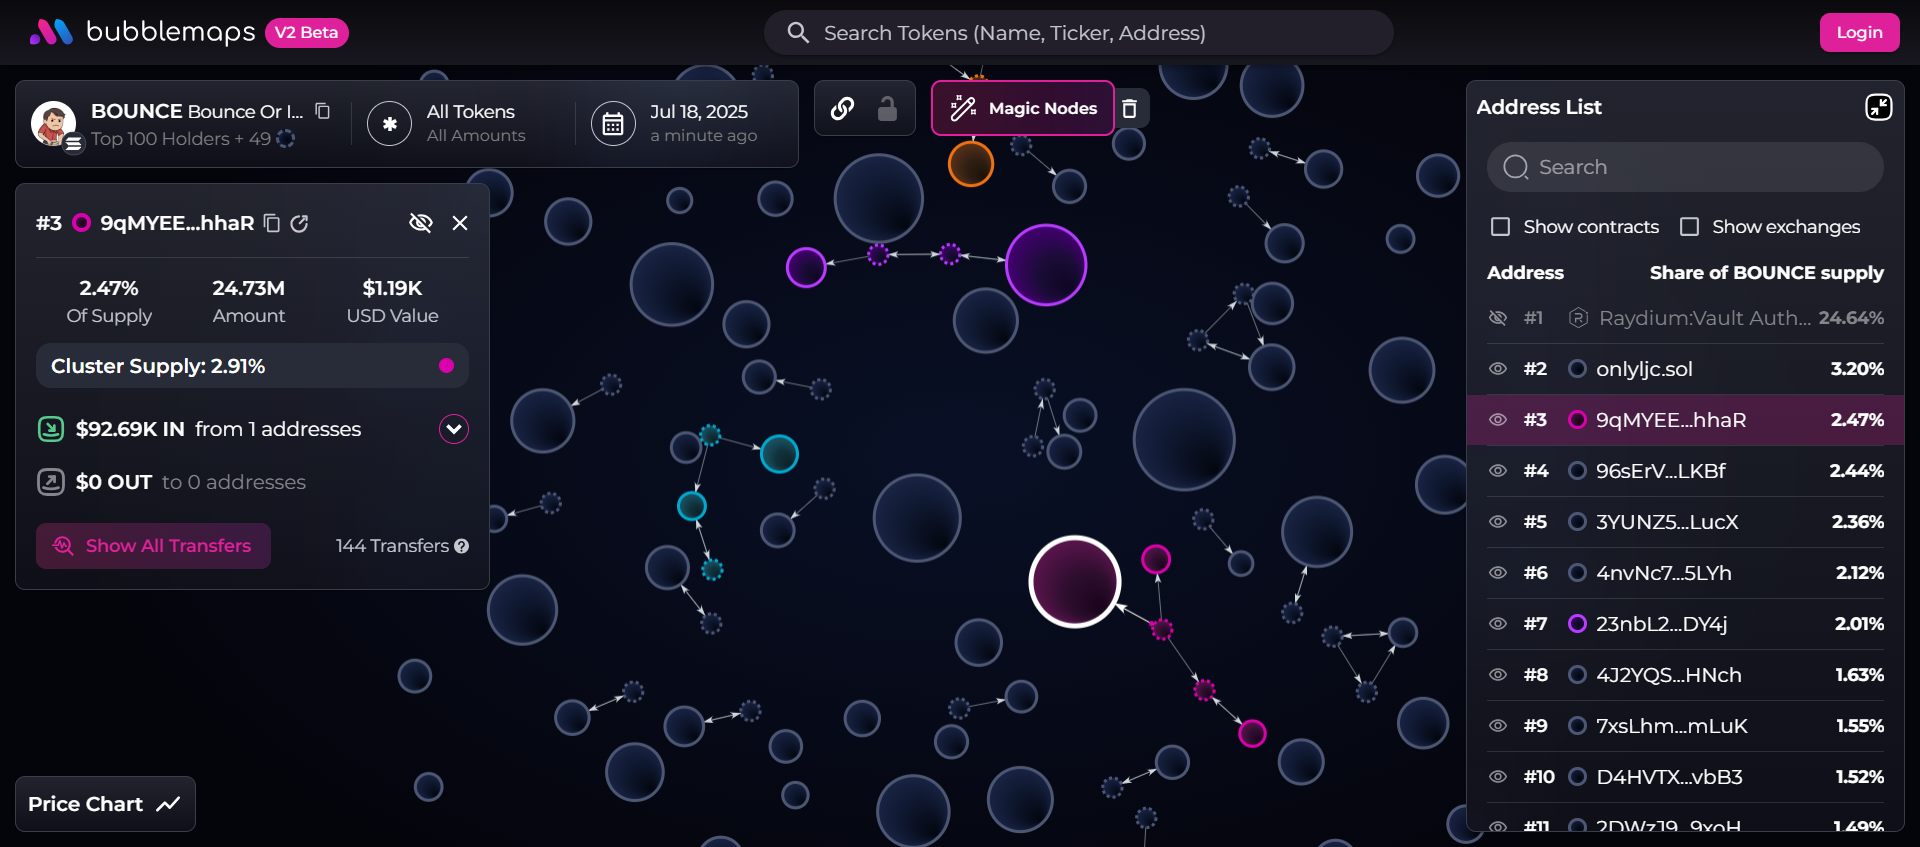 bubblemaps V2 Beta
Search Tokens (Name, Ticker, Address)
Login
BOUNCE Bounce Or I...
Top 100 Holders + 49
All Tokens
All Amounts
Jul 18, 2025
a minute ago
Magic Nodes
#3 9qMYEE...hhaR
2.47% 24.73M $1.19K
Of Supply Amount USD Value
Cluster Supply: 2.91%
$92.69K IN from 1 addresses
$0 OUT to 0 addresses
Show All Transfers 144 Transfers ?
Price Chart
Address List
Search
Show contracts Show exchanges
Address Share of BOUNCE supply
#1 Raydium:Vault Auth... 24.64%
#2 onlyljc.sol 3.20%
#3 9qMYEE...hhaR 2.47%
#4 96sErV...LKBf 2.44%
#5 3YUNZ5...LucX 2.36%
#6 4nvNc7...5LYh 2.12%
#7 23nbL2...DY4j 2.01%
#8 4J2YQS...HNch 1.63%
#9 7xsLhm...mLuK 1.55%
#10 D4HVTX...vbB3 1.52%
#11 2DWz19...9xoH 1.49%